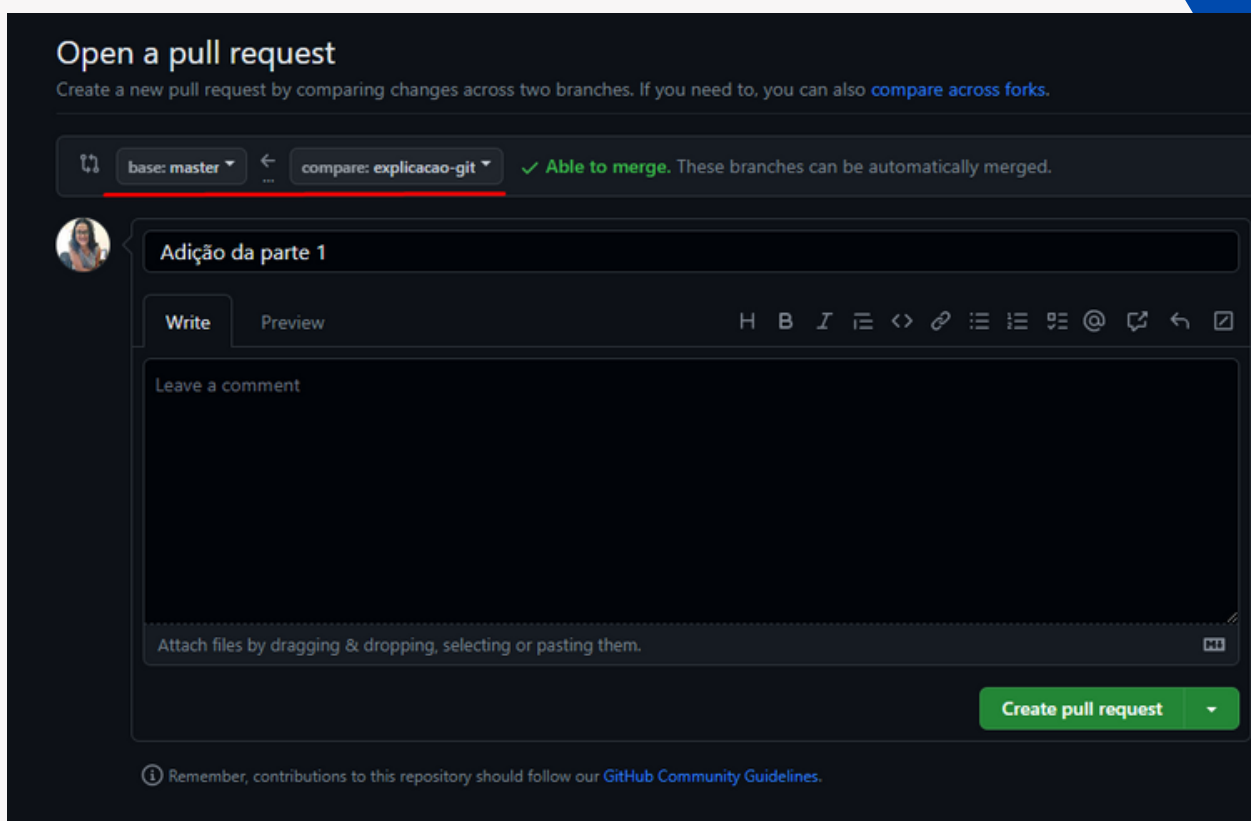 Open a pull request
Create a new pull request by comparing changes across two branches. If you need to, you can also compare across forks.
base: master
...
compare: explicacao-git
Able to merge. These branches can be automatically merged.
Adição da parte 1
Write Preview
Leave a comment
Attach files by dragging & dropping, selecting or pasting them.
Create pull request
Remember, contributions to this repository should follow our GitHub Community Guidelines.